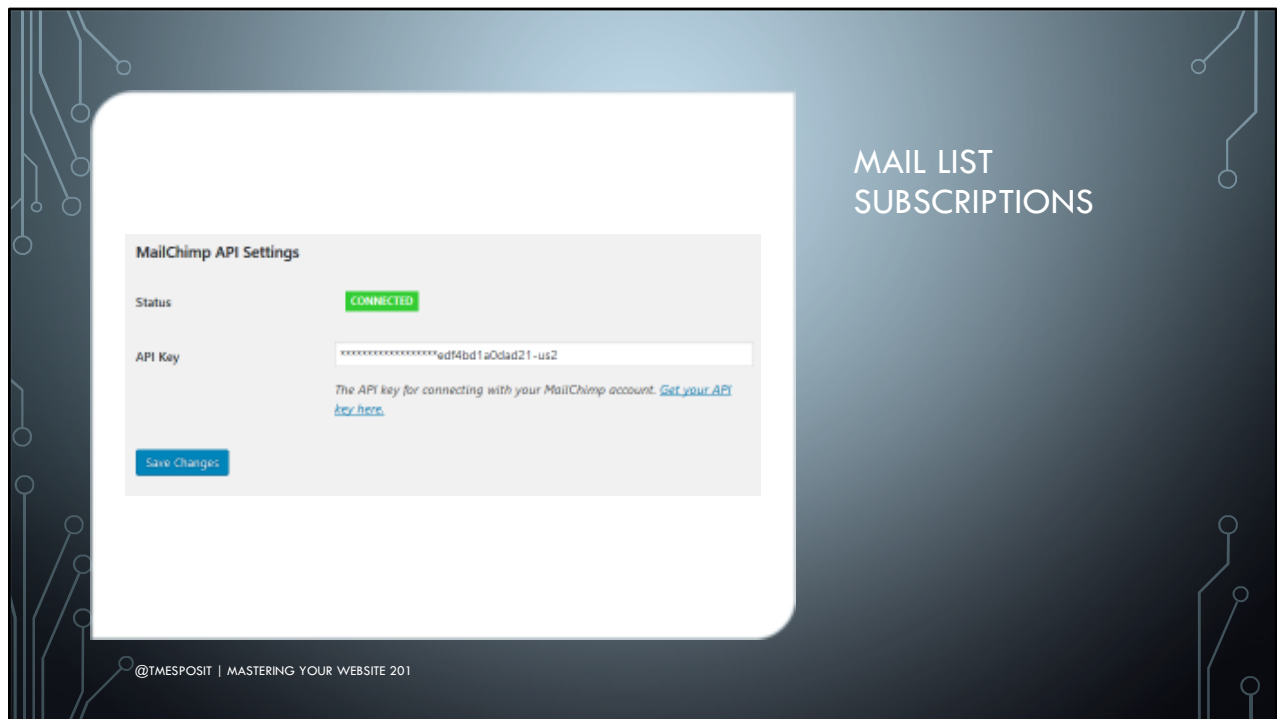 MAIL LIST
SUBSCRIPTIONS
MailChimp API Settings
Status CONNECTED
API Key ******************edf4bd1a0dad21-us2
The API key for connecting with your MailChimp account. Get your API
key here.
Save Changes
@TMESPOSIT | MASTERING YOUR WEBSITE 201